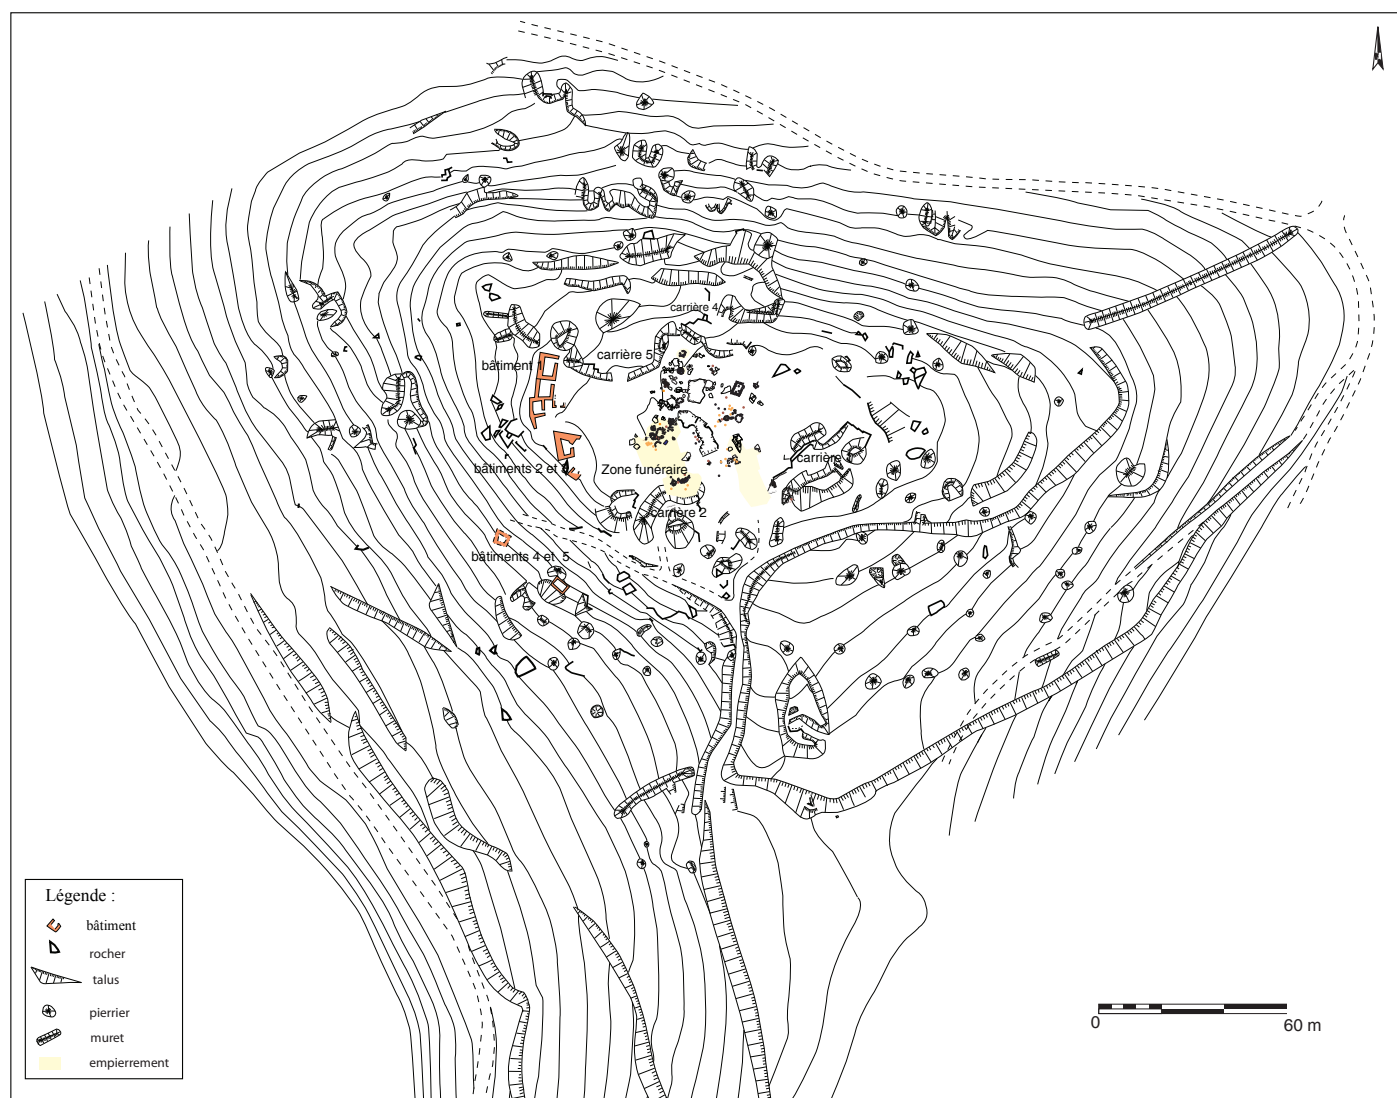 carrière 4
carrière 5
bâtiment 1
bâtiments 2 et
Zone funéraire
carrière
carrière 2
bâtiments 4 et 5
Légende :
bâtiment
rocher
talus
pierrier
muret
empierrement
0
60 m